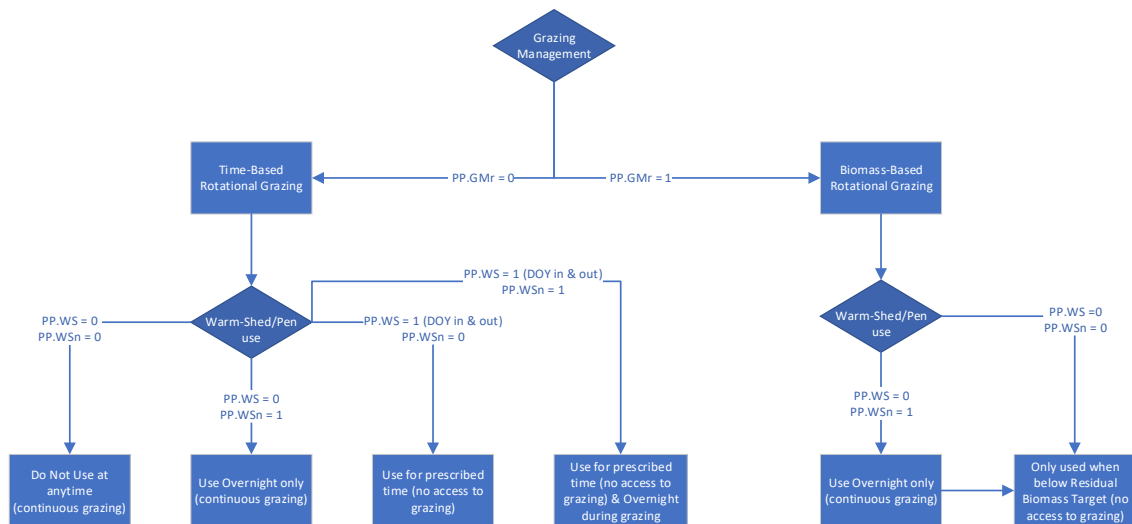 Grazing
Management
Time-Based
Rotational Grazing
PP.GMr = 0
PP.GMr = 1
Biomass-Based
Rotational Grazing
PP.WS = 1 (DOY in & out)
PP.WSn = 1
PP.WS = 0
PP.WSn = 0
Warm-Shed/Pen
use
PP.WS = 1 (DOY in & out)
PP.WSn = 0
Warm-Shed/Pen
use
PP.WS =0
PP.WSn = 0
PP.WS = 0
PP.WSn = 1
PP.WS = 0
PP.WSn = 1
Do Not Use at
anytime
(continuous grazing)
Use Overnight only
(continuous grazing)
Use for prescribed
time (no access to
grazing)
Use for prescribed
time (no access to
grazing) & Overnight
during grazing
Use Overnight only
(continuous grazing)
Only used when
below Residual
Biomass Target (no
access to grazing)